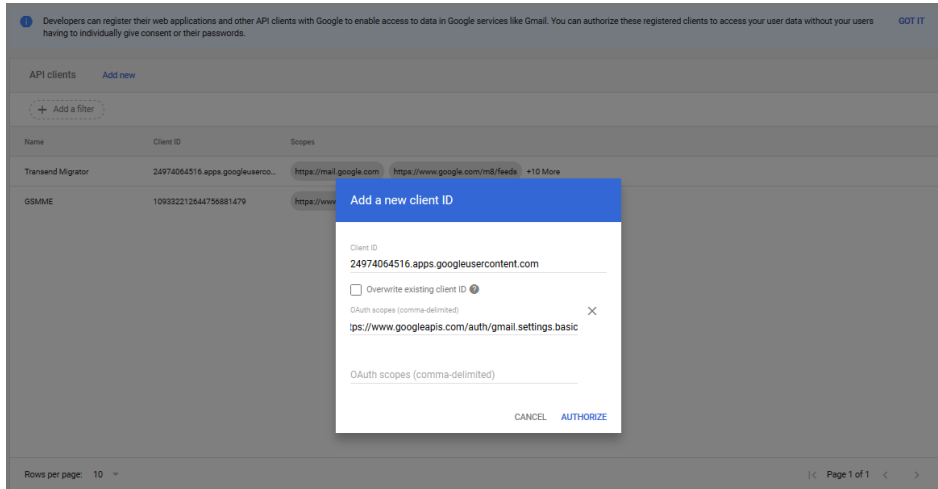 Developers can register their web applications and other API clients with Google to enable access to data in Google services like Gmail. You can authorize these registered clients to access your user data without your users
having to individually give consent or their passwords.
GOT IT
API clients Add new
+ Add a filter
Name Client ID Scopes
Transend Migrator 24974064516.apps.googleuserco... https://mail.google.com https://www.google.com/m8/feeds +10 More
GSMME 109332212644756881479 https://www
Add a new client ID
Client ID
24974064516.apps.googleusercontent.com
Overwrite existing client ID ?
OAuth scopes (comma-delimited)
tps://www.googleapis.com/auth/gmail.settings.basic
OAuth scopes (comma-delimited)
CANCEL AUTHORIZE
Rows per page: 10 Page 1 of 1